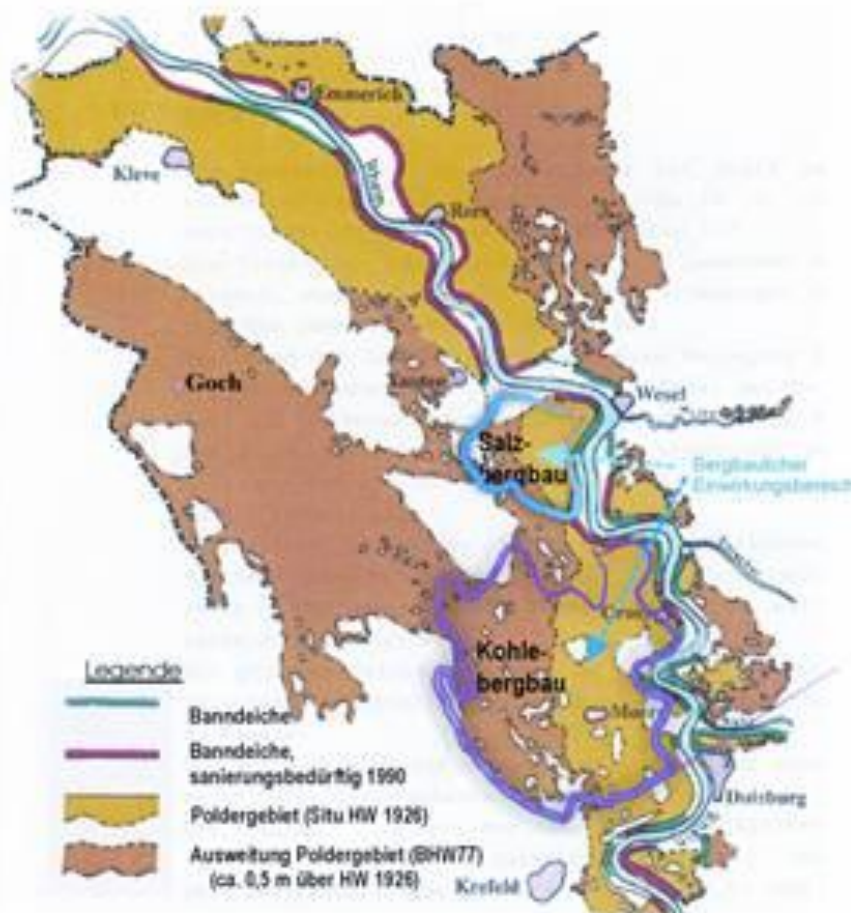 Emmerich
Kleve
Rhein
Rees
Goch
Xanten
Wesel
Salz-
bergbau
Bergbaulicher
Einwirkungsbereich
Kohle-
bergbau
Duisburg
Krefeld
Legende
Banndeiche
Banndeiche,
sanierungsbedürftig 1990
Poldergebiet (Situ HW 1926)
Ausweitung Poldergebiet (BHW77)
(ca. 0,5 m über HW 1926)